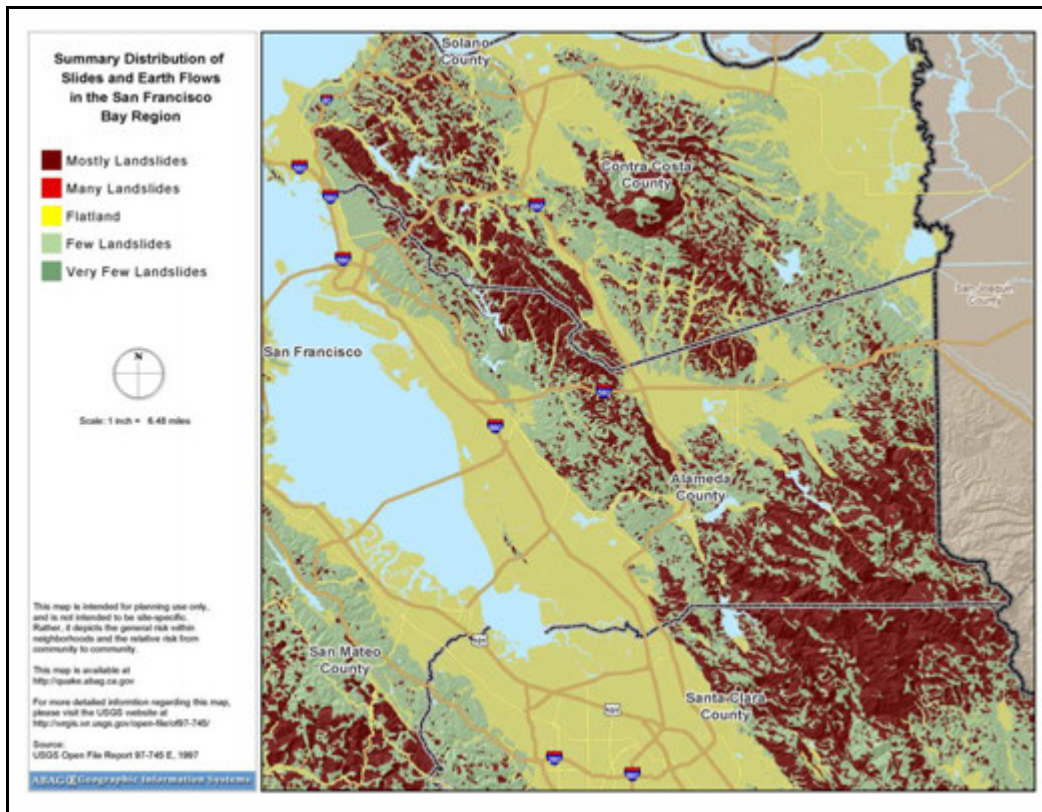 Summary Distribution of
Slides and Earth Flows
in the San Francisco
Bay Region
Mostly Landslides
Many Landslides
Flatland
Few Landslides
Very Few Landslides
N
Scale: 1 inch = 6.48 miles
This map is intended for planning use only,
and is not intended to be site-specific.
Rather, it depicts the general risk within
neighborhoods and the relative risk from
community to community.
This map is available at
http://quake.abag.ca.gov
For more detailed information regarding this map,
please visit the USGS website at
http://wrgis.wr.usgs.gov/open-file/of97-745/
Source:
USGS Open File Report 97-745 E, 1997
ABAG Geographic Information Systems
Solano
County
Contra Costa
County
San Joaquin
County
San Francisco
Alameda
County
San Mateo
County
Santa Clara
County